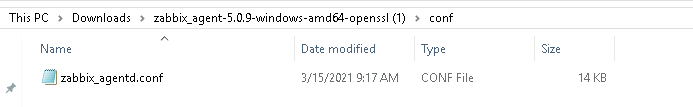 This PC > Downloads > zabbix_agent-5.0.9-windows-amd64-openssl (1) > conf
Name Date modified Type Size
zabbix_agentd.conf 3/15/2021 9:17 AM CONF File 14 KB